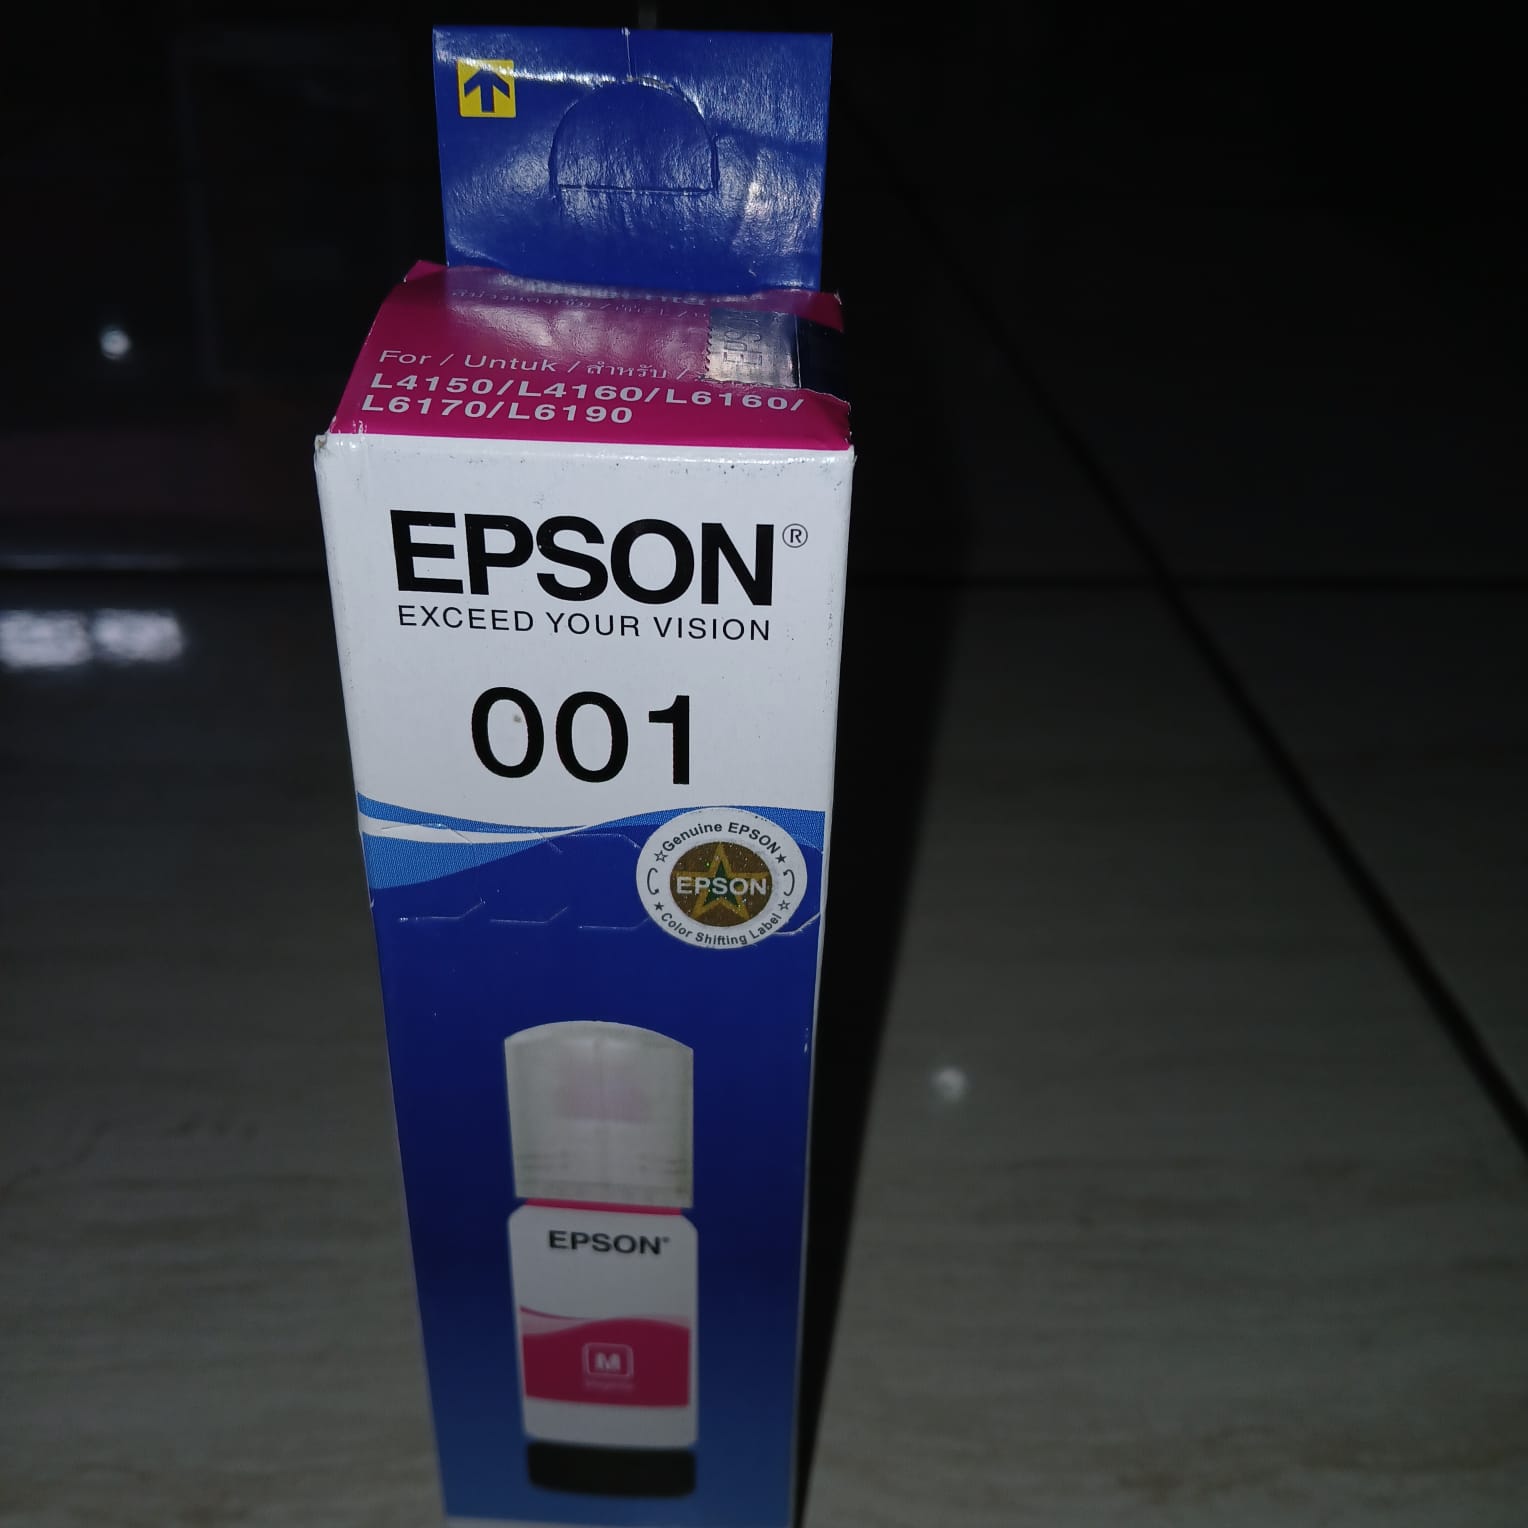 For / Untuk / สำหรับ /
L4150/L4160/L6160/
L6170/L6190
EPSON
EPSON®
EXCEED YOUR VISION
001
☆Genuine EPSON★
EPSON
★Color Shifting Label☆
EPSON®
M